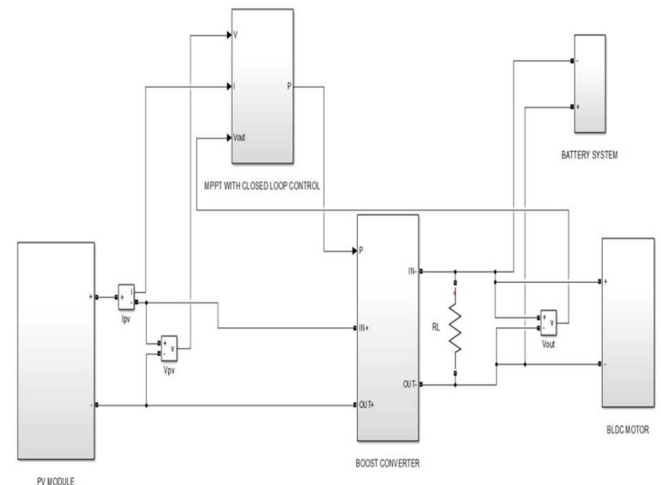 V
I
P
Vout
MPPT WITH CLOSED LOOP CONTROL
-
+
BATTERY SYSTEM
P
IN-
IN+
RL
OUT-
OUT+
BOOST CONVERTER
+
-
PV MODULE
+
i
-
Ipv
+
-
v
Vpv
+
-
v
Vout
+
-
BLDC MOTOR
+